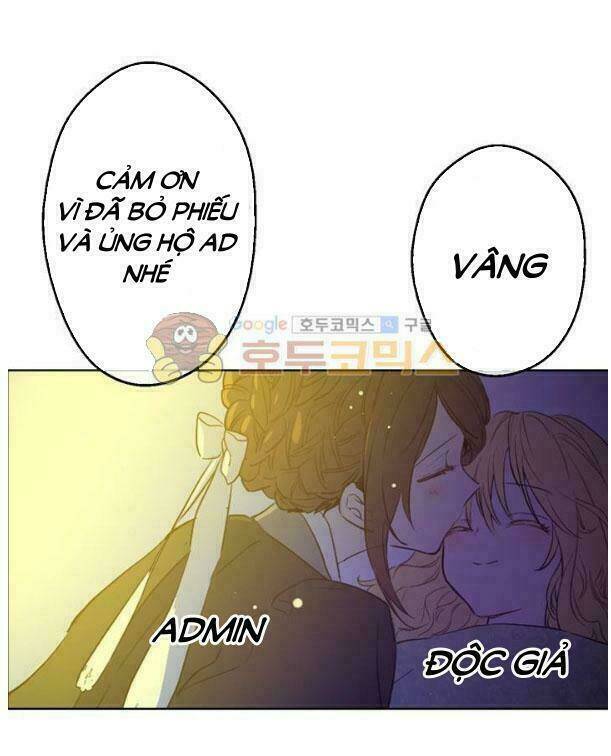 CẢM ƠN
VÌ ĐÃ BỎ PHIẾU
VÀ ỦNG HỘ AD
NHÉ
VÂNG
Google 호두코믹스 구글
호두코믹스
ADMIN
ĐỘC GIẢ